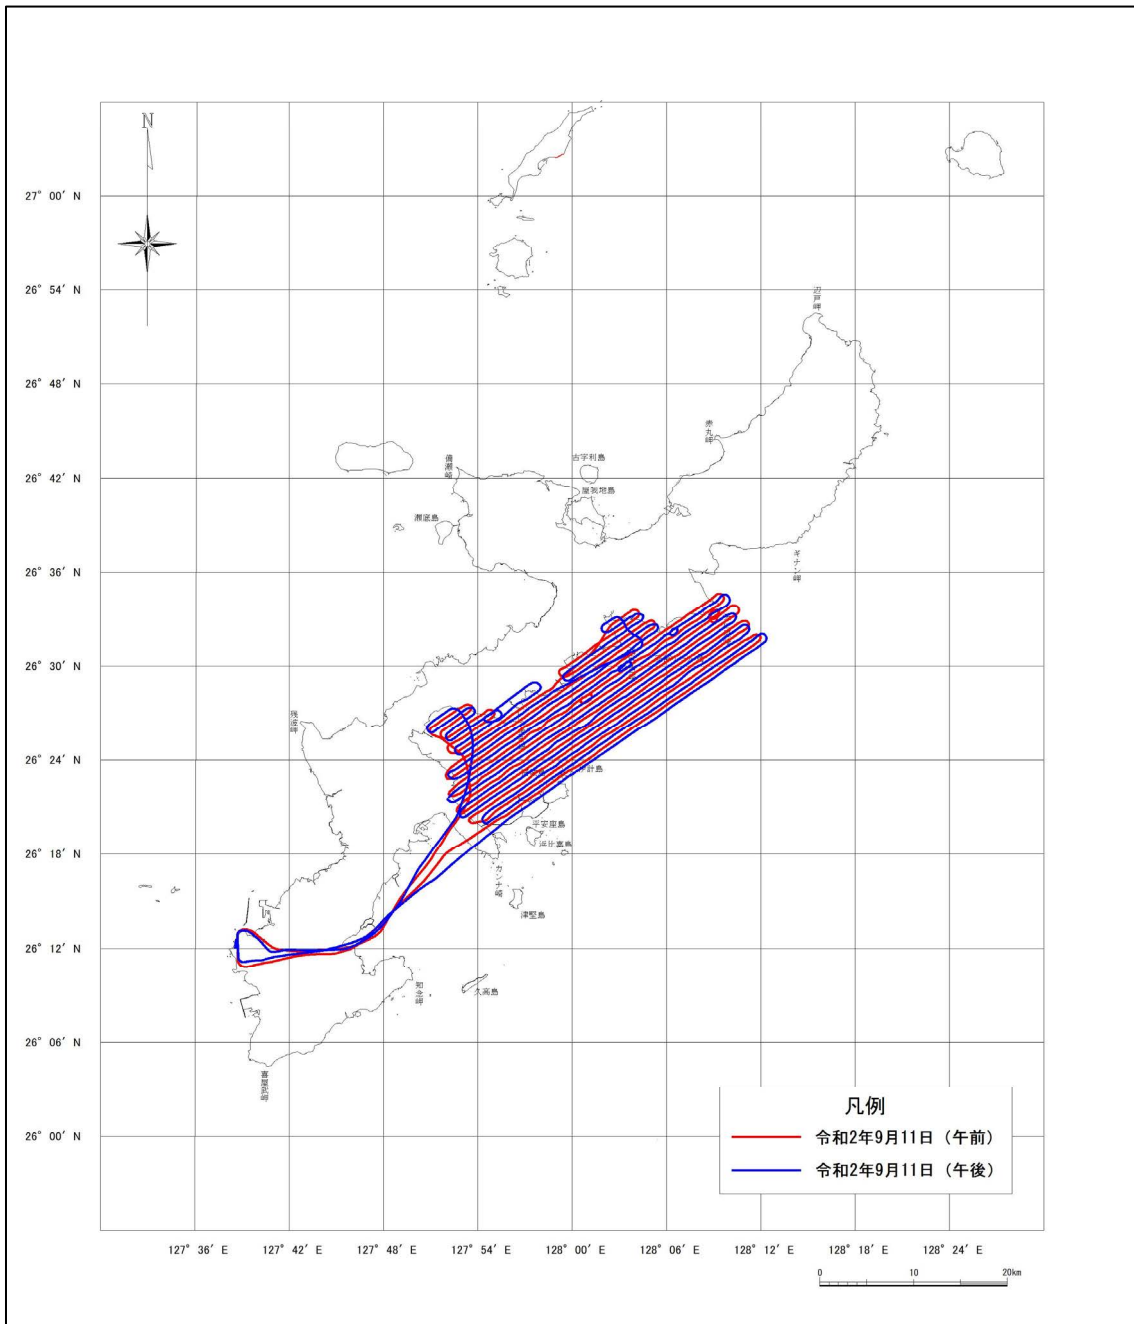 N
27° 00′ N
26° 54′ N
辺戸岬
26° 48′ N
赤丸岬
備瀬崎
古宇利島
26° 42′ N
屋我地島
瀬底島
ギナン岬
26° 36′ N
26° 30′ N
残波岬
26° 24′ N
伊計島
平安座島
浜比嘉島
26° 18′ N
カンナ崎
津堅島
26° 12′ N
知念岬
久高島
26° 06′ N
喜屋武岬
凡例
26° 00′ N
令和2年9月11日（午前）
令和2年9月11日（午後）
127° 36′ E
127° 42′ E
127° 48′ E
127° 54′ E
128° 00′ E
128° 06′ E
128° 12′ E
128° 18′ E
128° 24′ E
0
10
20km